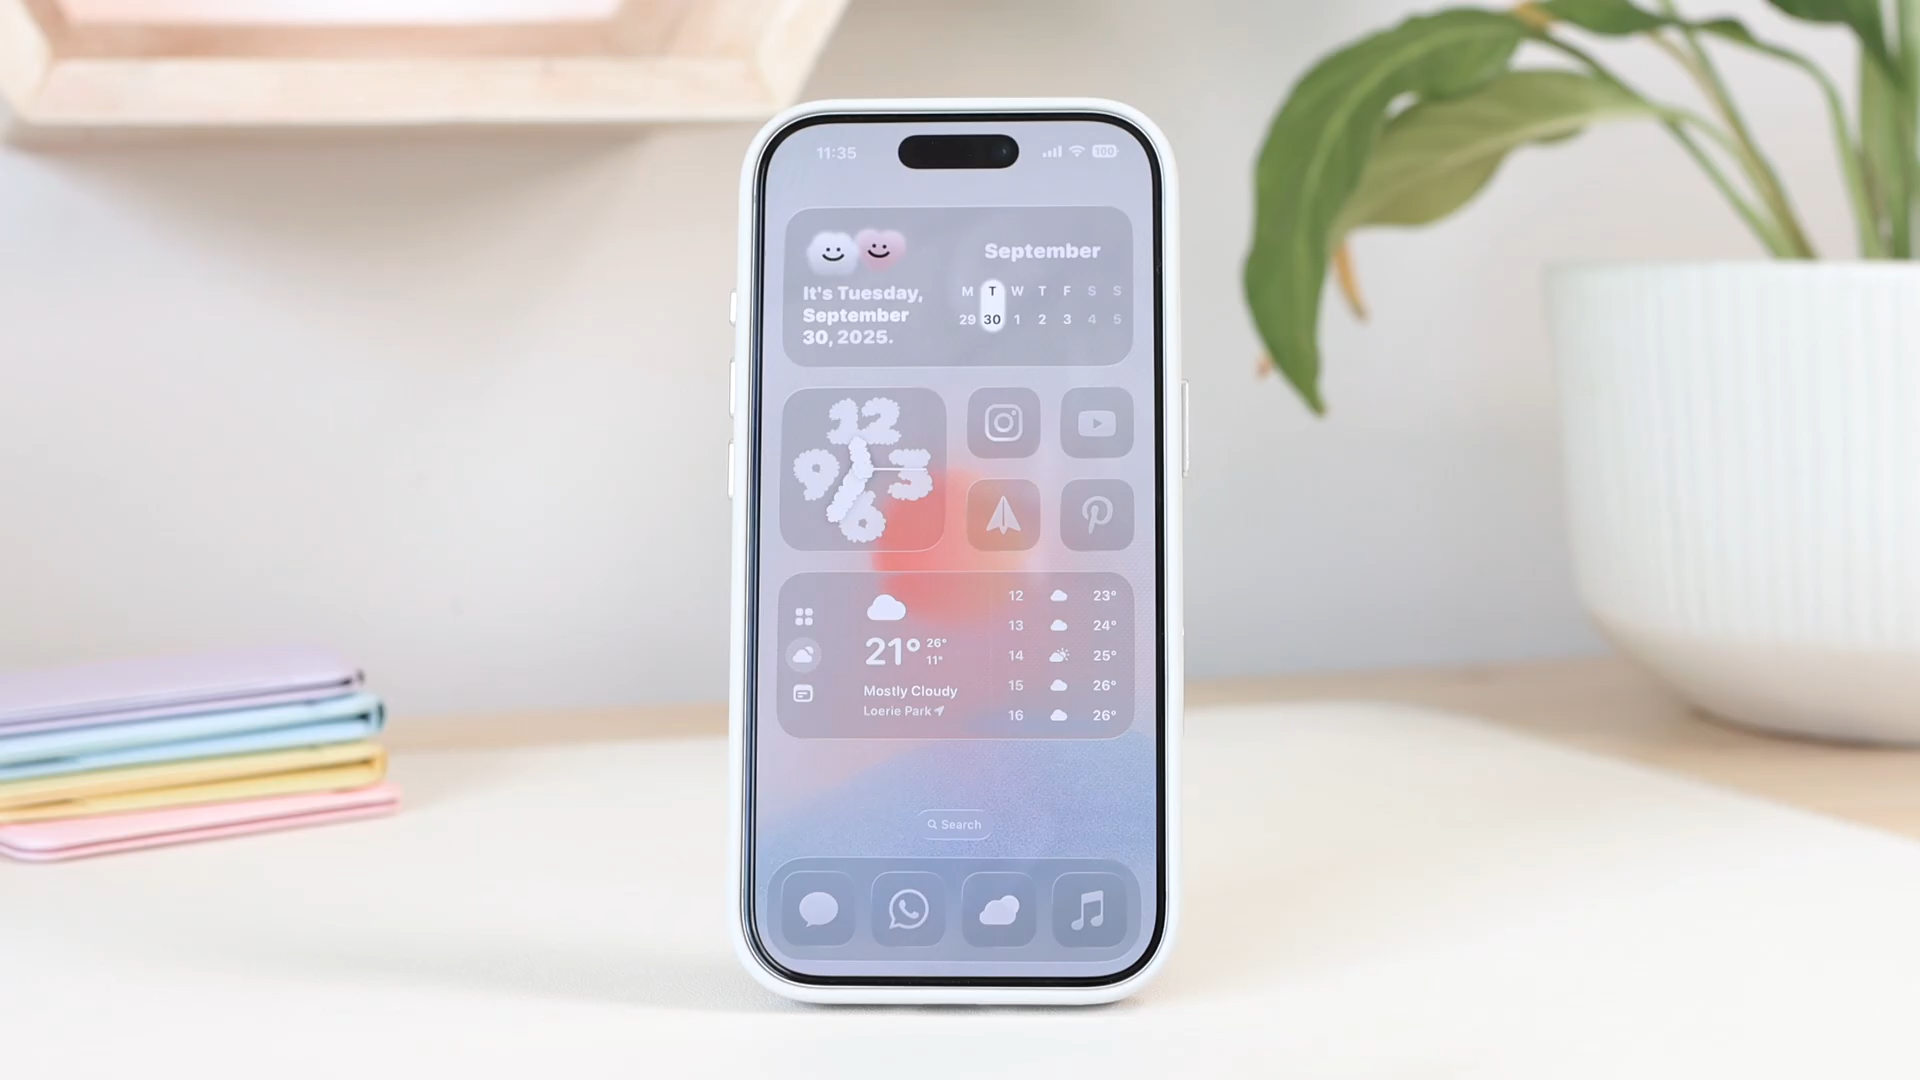 11:35
100
It's Tuesday,
September
30, 2025.
September
M T W T F S S
29 30 1 2 3 4 5
12
9 3
6
21° 26°
11°
Mostly Cloudy
Loerie Park
12 23°
13 24°
14 25°
15 26°
16 26°
Search